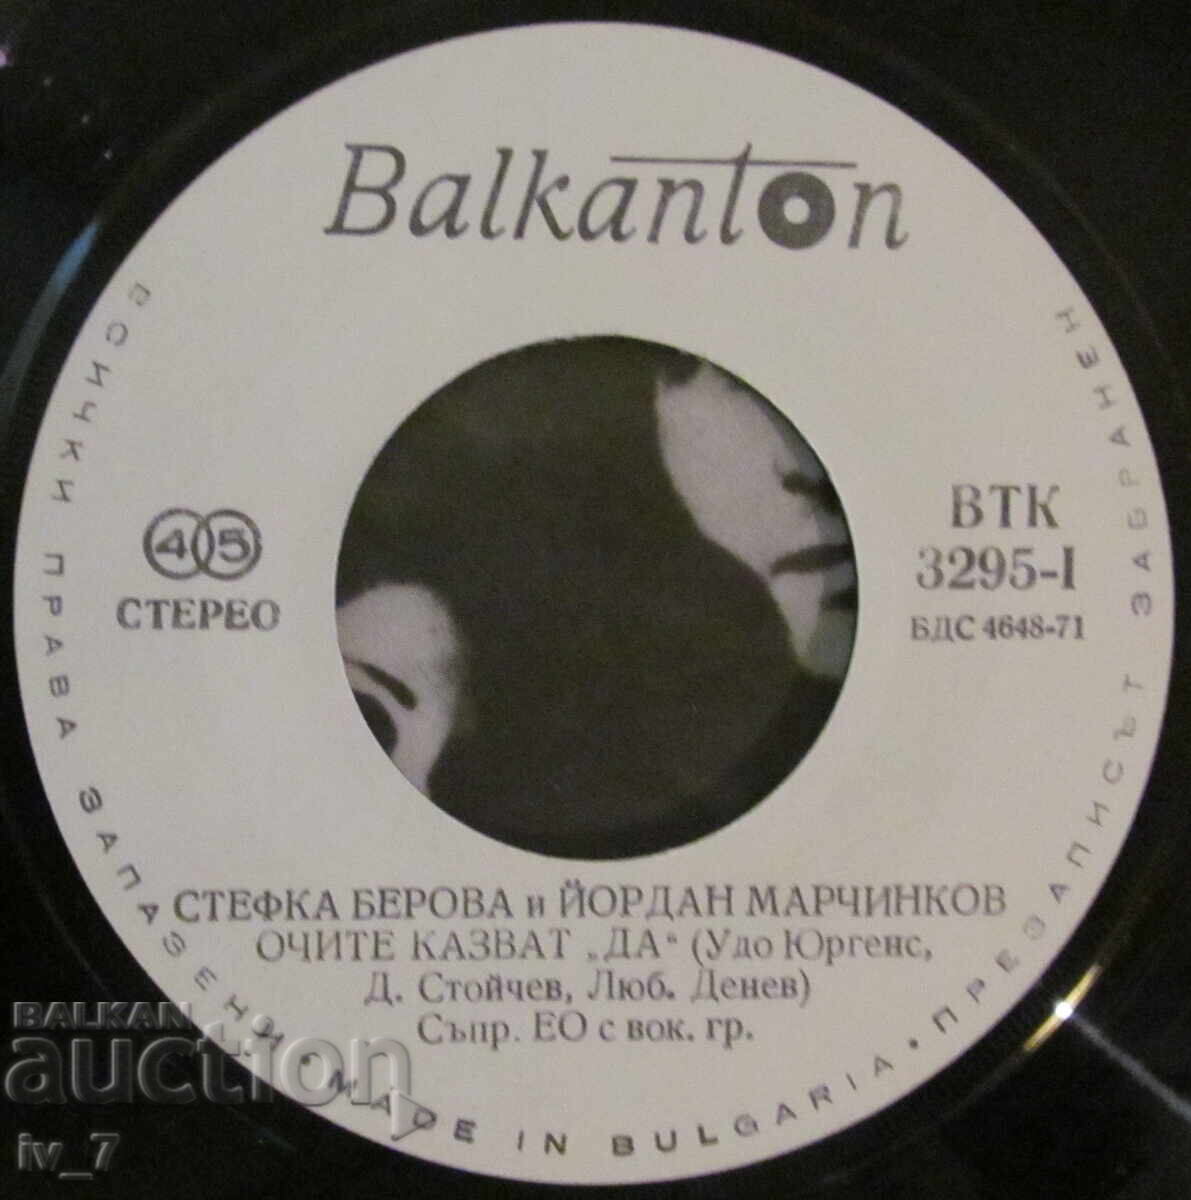 Balkanton
45
СТЕРЕО
ВТК
3295-I
БДС 4648-71
СТЕФКА БЕРОВА и ЙОРДАН МАРЧИНКОВ
ОЧИТЕ КАЗВАТ „ДА“ (Удо Юргенс,
Д. Стойчев, Люб. Денев)
Съпр. ЕО с вок. гр.
ВСИЧКИ ПРАВА ЗАПАЗЕНИ • MADE IN BULGARIA • ПРЕЗАПИСЪТ ЗАБРАНЕН
BALKAN
auction
iv_7